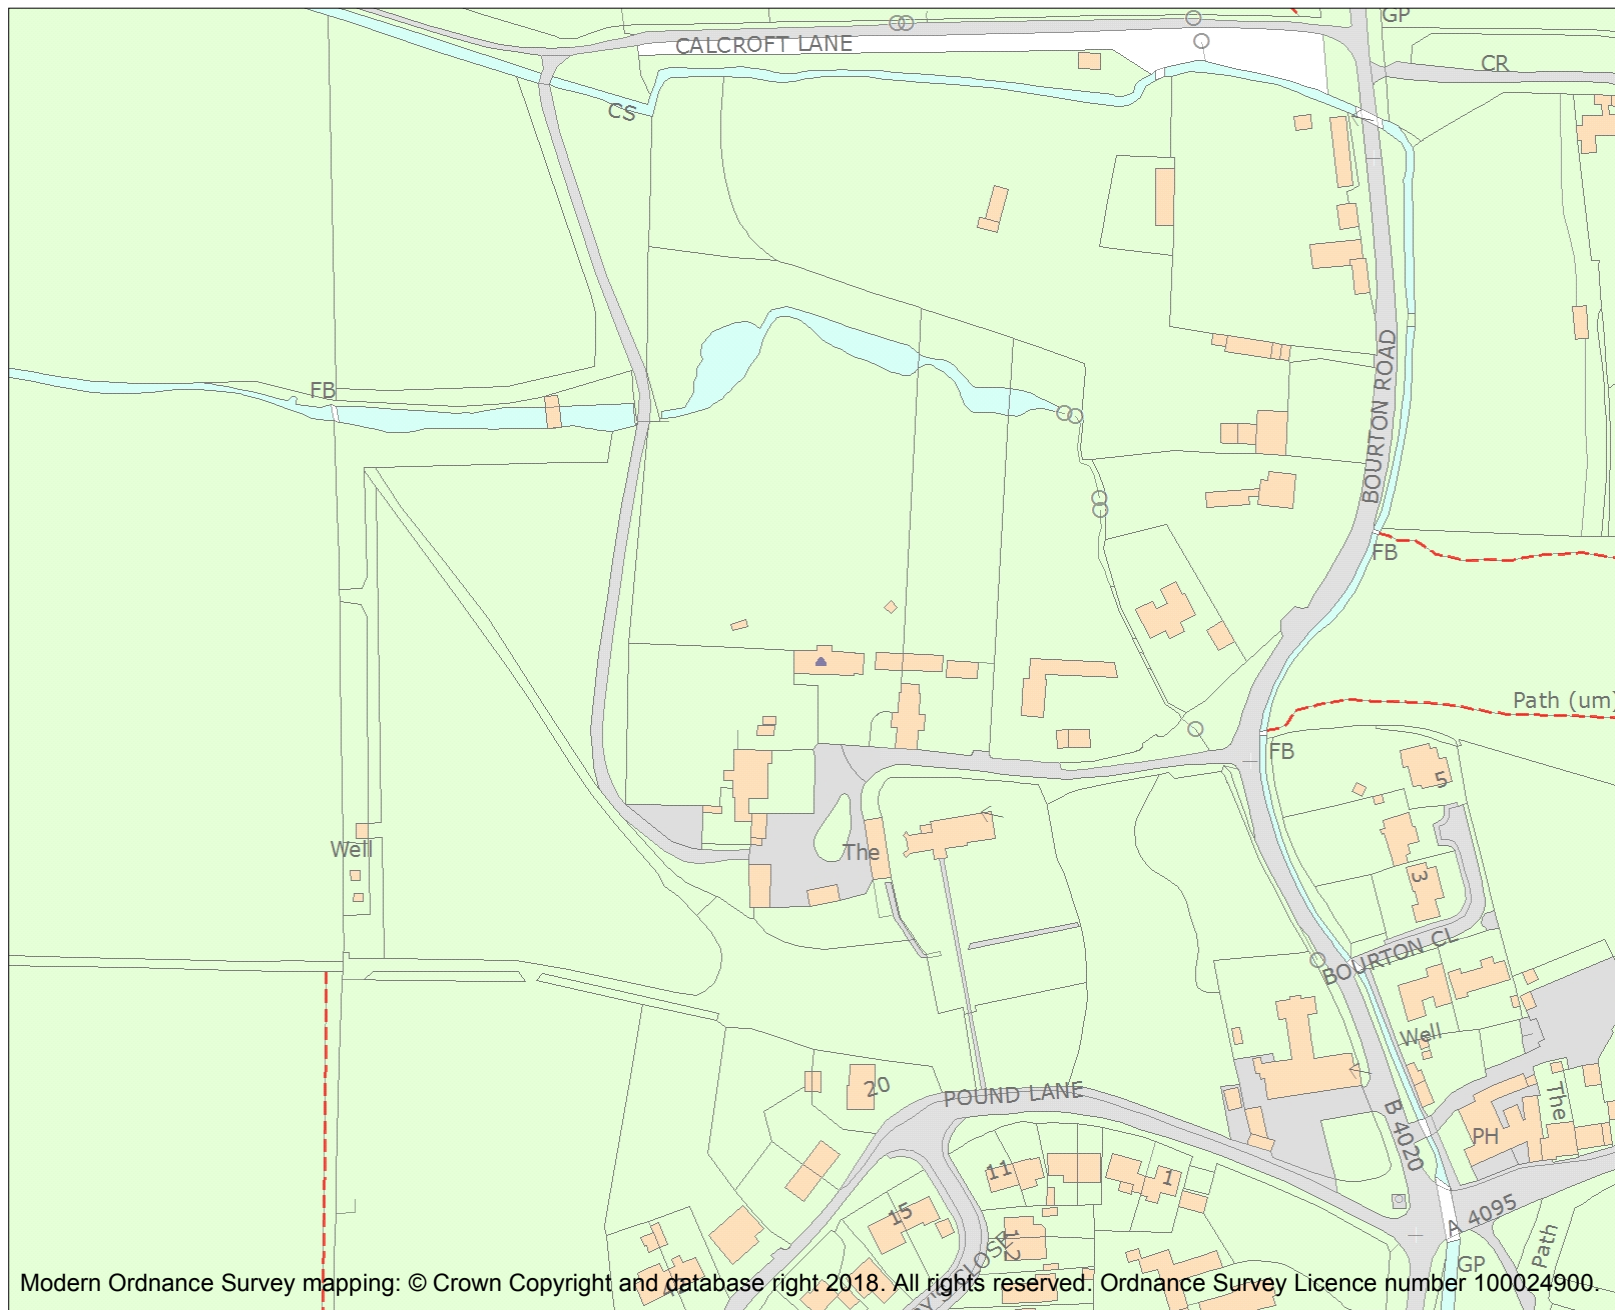 GP
CALCROFT LANE
CR
CS
BOURTON ROAD
FB
FB
Path (um)
FB
5
Well
The
3
BOURTON CL
Well
20
POUND LANE
The
B 4020
PH
11
1
15
A 4095
12
Path
CLOSE
GP
Modern Ordnance Survey mapping: © Crown Copyright and database right 2018. All rights reserved. Ordnance Survey Licence number 100024900.